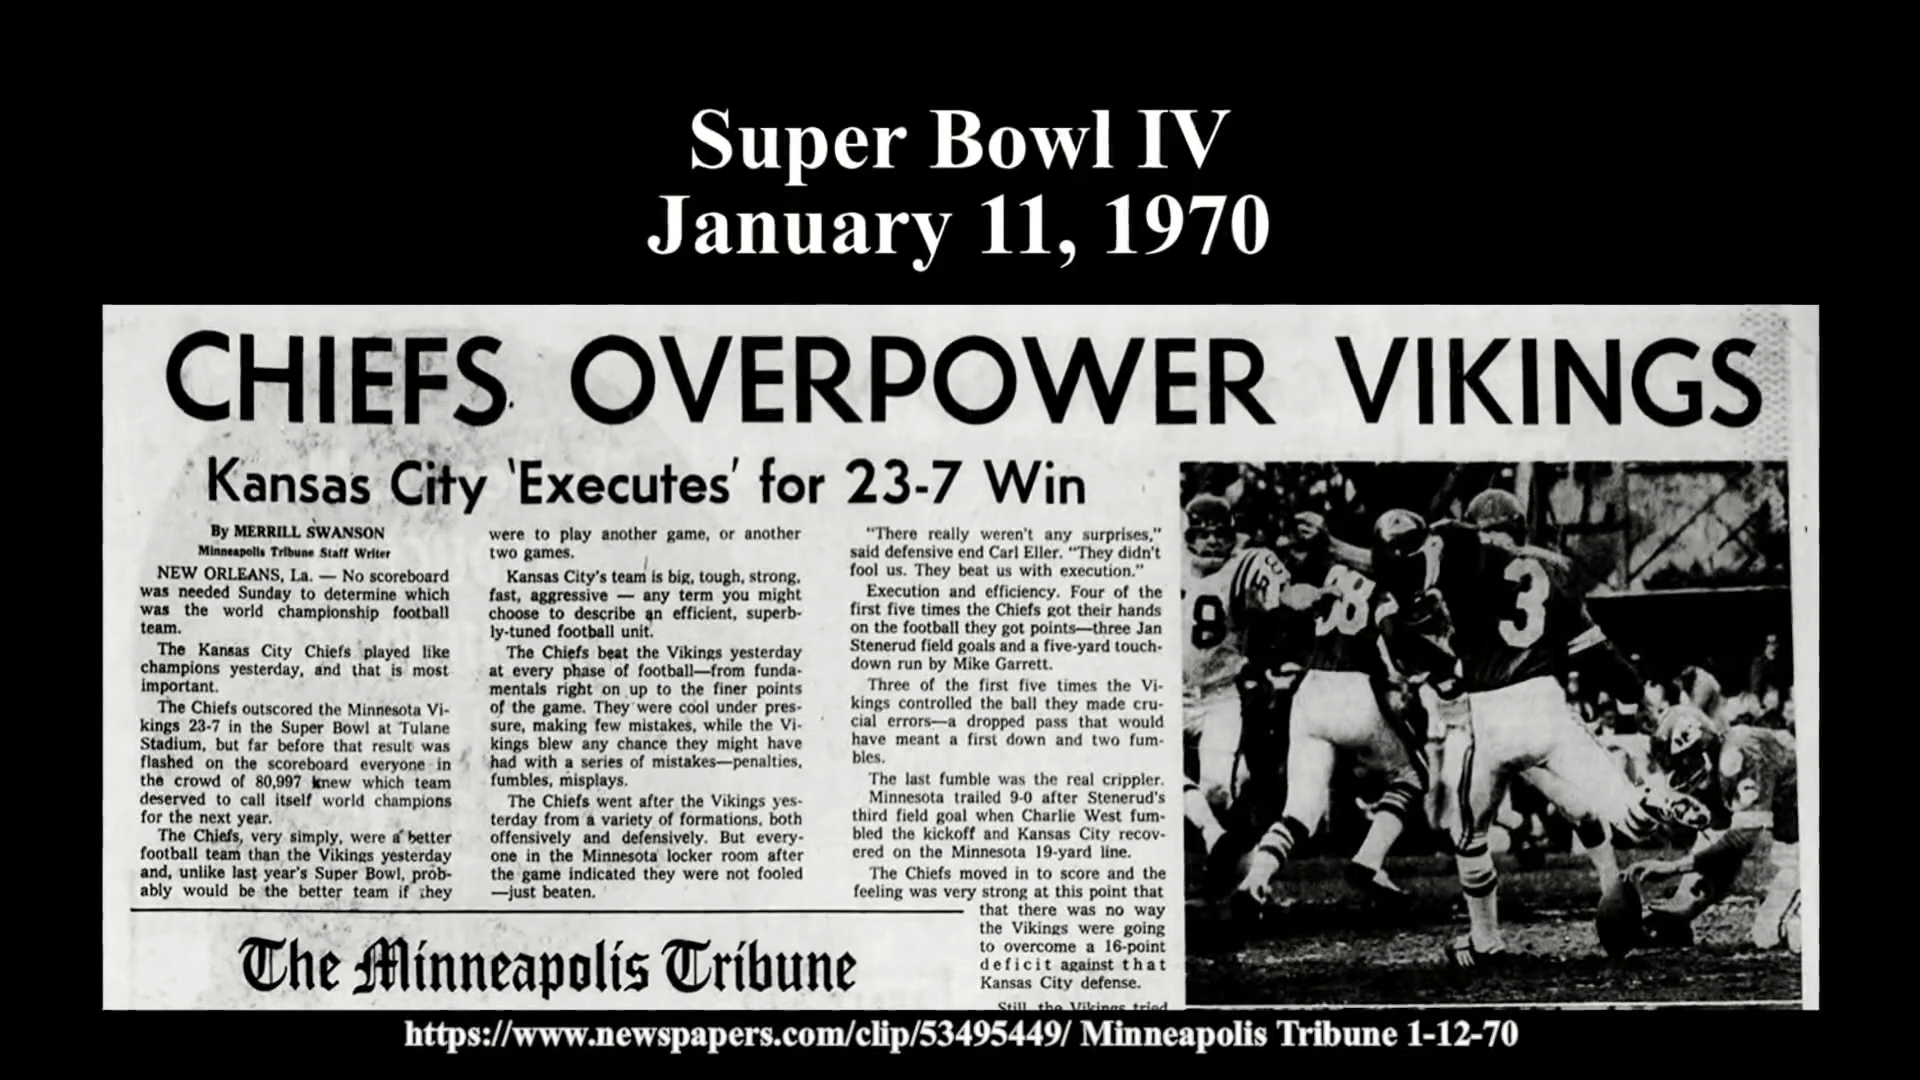 Super Bowl IV
January 11, 1970
CHIEFS OVERPOWER VIKINGS
Kansas City 'Executes' for 23-7 Win
By MERRILL SWANSON
Minneapolis Tribune Staff Writer
NEW ORLEANS, La. — No scoreboard
was needed Sunday to determine which
was the world championship football
team.
The Kansas City Chiefs played like
champions yesterday, and that is most
important.
The Chiefs outscored the Minnesota Vi-
kings 23-7 in the Super Bowl at Tulane
Stadium, but far before that result was
flashed on the scoreboard everyone in
the crowd of 80,997 knew which team
deserved to call itself world champions
for the next year.
The Chiefs, very simply, were a better
football team than the Vikings yesterday
and, unlike last year's Super Bowl, prob-
ably would be the better team if they
were to play another game, or another
two games.
Kansas City's team is big, tough, strong,
fast, aggressive — any term you might
choose to describe an efficient, superb-
ly-tuned football unit.
The Chiefs beat the Vikings yesterday
at every phase of football—from funda-
mentals right on up to the finer points
of the game. They were cool under pres-
sure, making few mistakes, while the Vi-
kings blew any chance they might have
had with a series of mistakes—penalties,
fumbles, misplays.
The Chiefs went after the Vikings yes-
terday from a variety of formations, both
offensively and defensively. But every-
one in the Minnesota locker room after
the game indicated they were not fooled
—just beaten.
"There really weren't any surprises,"
said defensive end Carl Eller. "They didn't
fool us. They beat us with execution."
Execution and efficiency. Four of the
first five times the Chiefs got their hands
on the football they got points—three Jan
Stenerud field goals and a five-yard touch-
down run by Mike Garrett.
Three of the first five times the Vi-
kings controlled the ball they made cru-
cial errors—a dropped pass that would
have meant a first down and two fum-
bles.
The last fumble was the real crippler.
Minnesota trailed 9-0 after Stenerud's
third field goal when Charlie West fum-
bled the kickoff and Kansas City recov-
ered on the Minnesota 19-yard line.
The Chiefs moved in to score and the
feeling was very strong at this point that
that there was no way
the Vikings were going
to overcome a 16-point
deficit against that
Kansas City defense.
Still, the Vikings tried
The Minneapolis Tribune
8
88
3
https://www.newspapers.com/clip/53495449/ Minneapolis Tribune 1-12-70